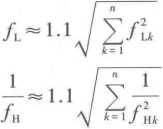 f_L ≈ 1.1 √( ∑_{k=1}^{n} f_{Lk}^2 )
1/f_H ≈ 1.1 √( ∑_{k=1}^{n} 1/f_{Hk}^2 )